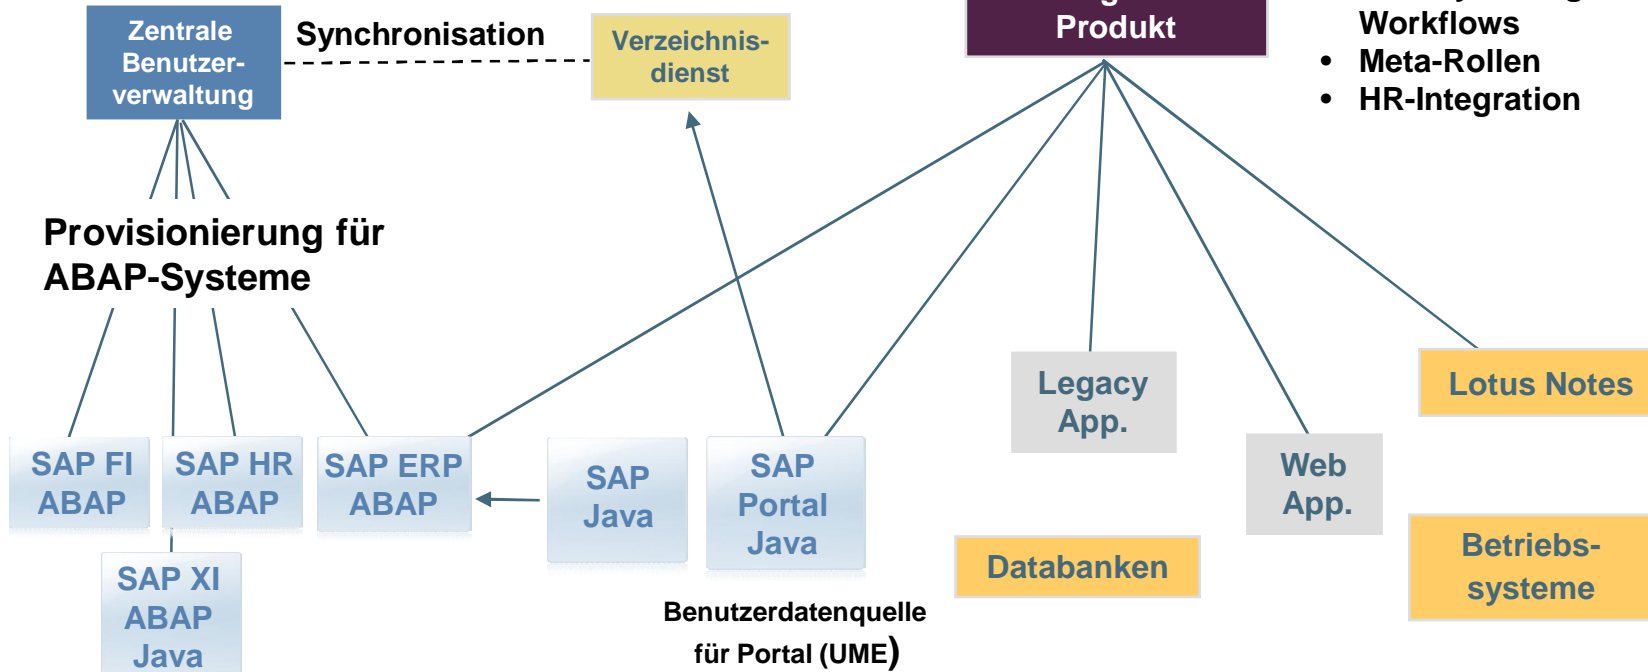 Zentrale
Benutzer-
verwaltung
Synchronisation
Verzeichnis-
dienst
Produkt
Workflows
• Meta-Rollen
• HR-Integration
Provisionierung für
ABAP-Systeme
SAP FI
ABAP
SAP HR
ABAP
SAP ERP
ABAP
SAP
Java
SAP
Portal
Java
Legacy
App.
Web
App.
Lotus Notes
Databanken
Betriebs-
systeme
SAP XI
ABAP
Java
Benutzerdatenquelle
für Portal (UME)